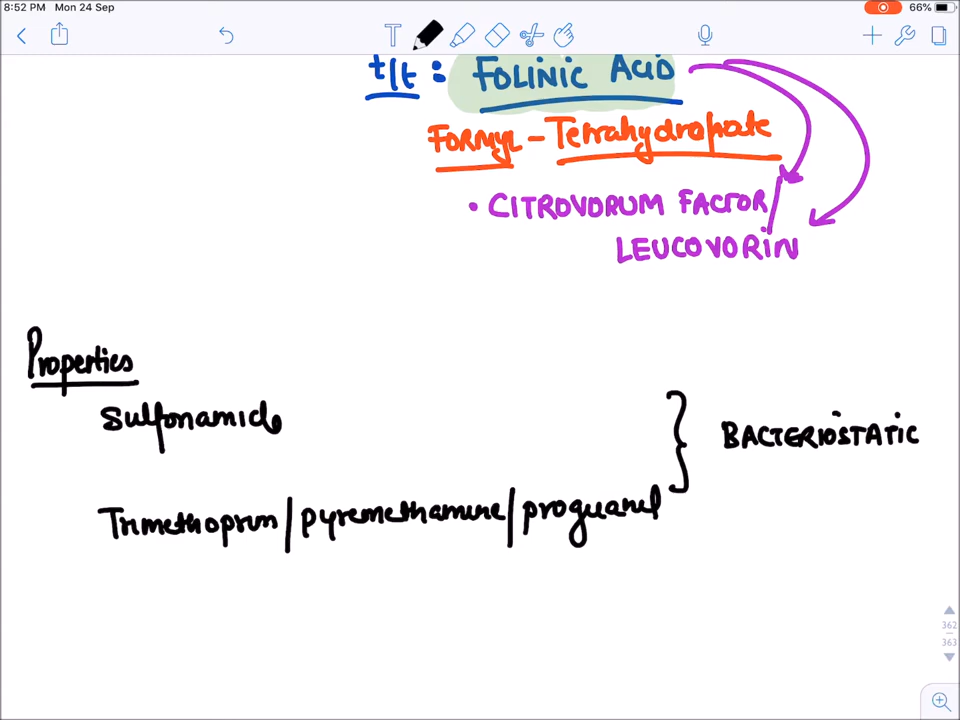 8:52 PM Mon 24 Sep
66%
T
t/t : FOLINIC ACID
FORMYL - Tetrahydrofolate
• CITROVORUM FACTOR
LEUCOVORIN
Properties
Sulfonamide
BACTERIOSTATIC
Trimethoprim/pyremethamine/proguanil
362
363